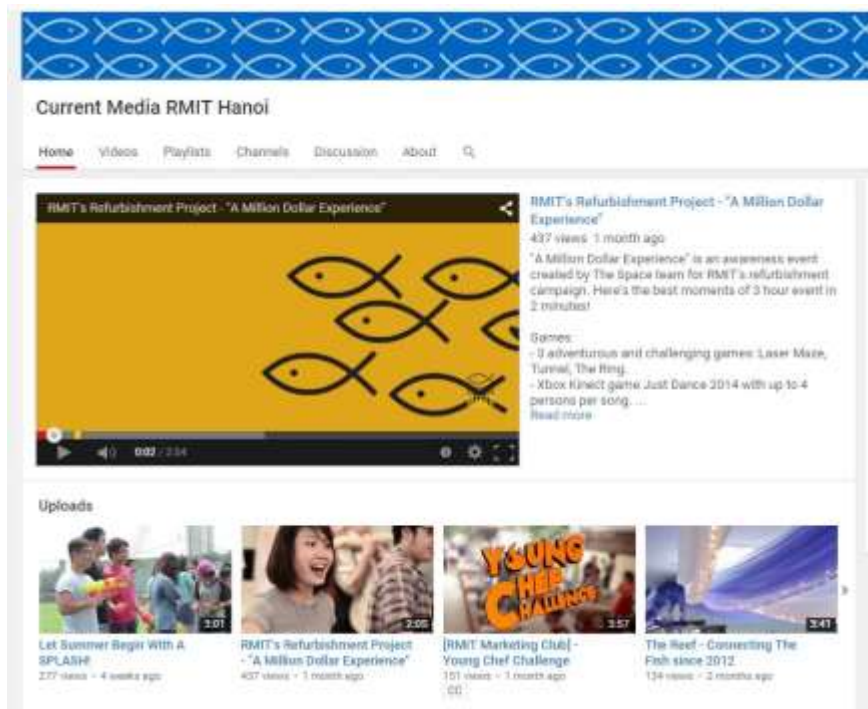 Current Media RMIT Hanoi
Home Videos Playlists Channels Discussion About
RMIT's Refurbishment Project - "A Million Dollar Experience"
RMIT's Refurbishment Project - "A Million Dollar
Experience"
437 views 1 month ago
"A Million Dollar Experience" is an awareness event
created by The Space team for RMIT's refurbishment
campaign. Here's the best moments of 3 hour event in
2 minutes!
Games:
- 3 adventurous and challenging games: Laser Maze,
Tunnel, The Ring.
- Xbox Kinect game Just Dance 2014 with up to 4
persons per song. ...
Read more
0:02 / 2:04
Uploads
3:01
2:05
YOUNG
CHEF
CHALLENGE
3:57
3:41
Let Summer Begin With A
SPLASH!
277 views - 4 weeks ago
RMIT's Refurbishment Project
- "A Million Dollar Experience"
437 views - 1 month ago
[RMIT Marketing Club] -
Young Chef Challenge
151 views - 1 month ago
CC
The Reef - Connecting The
Fish since 2012
134 views - 2 months ago